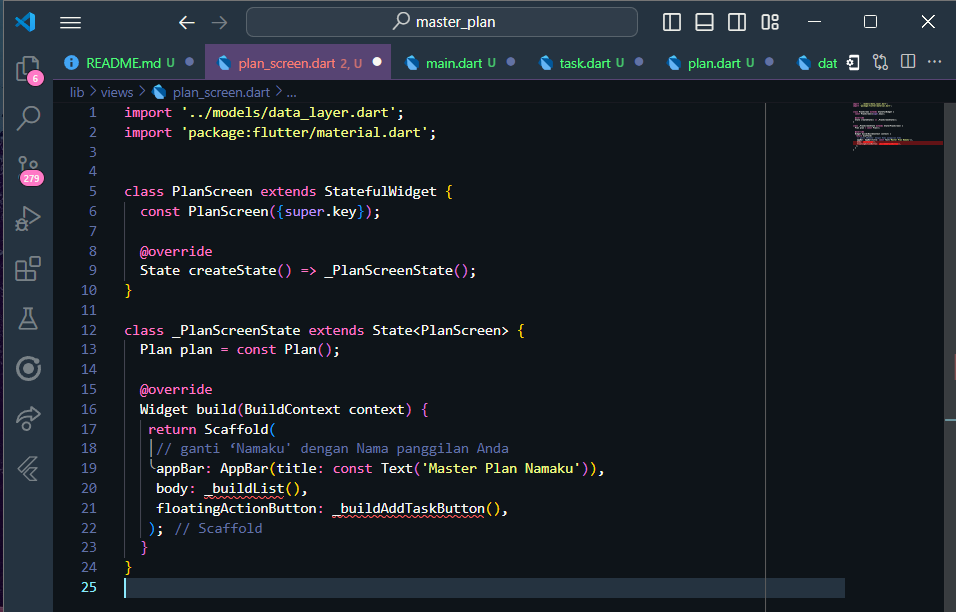 master_plan
README.md U
plan_screen.dart 2, U
main.dart U
task.dart U
plan.dart U
dat
6
279
lib > views > plan_screen.dart > ...
1 import '../models/data_layer.dart';
2 import 'package:flutter/material.dart';
3
4
5 class PlanScreen extends StatefulWidget {
6 const PlanScreen({super.key});
7
8 @override
9 State createState() => _PlanScreenState();
10 }
11
12 class _PlanScreenState extends State<PlanScreen> {
13 Plan plan = const Plan();
14
15 @override
16 Widget build(BuildContext context) {
17 return Scaffold(
18 // ganti ‘Namaku' dengan Nama panggilan Anda
19 appBar: AppBar(title: const Text('Master Plan Namaku')),
20 body: _buildList(),
21 floatingActionButton: _buildAddTaskButton(),
22 ); // Scaffold
23 }
24 }
25